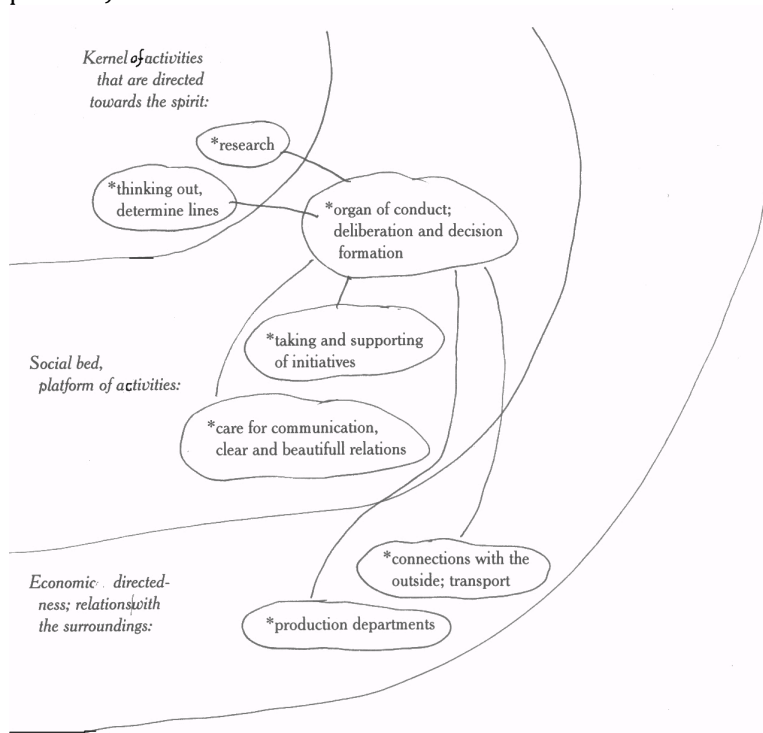 Kernel of activities
that are directed
towards the spirit:
*research
*thinking out,
determine lines
*organ of conduct;
deliberation and decision
formation
*taking and supporting
of initiatives
Social bed,
platform of activities:
*care for communication,
clear and beautifull relations
*connections with the
outside; transport
Economic directed-
ness; relations with
the surroundings:
*production departments